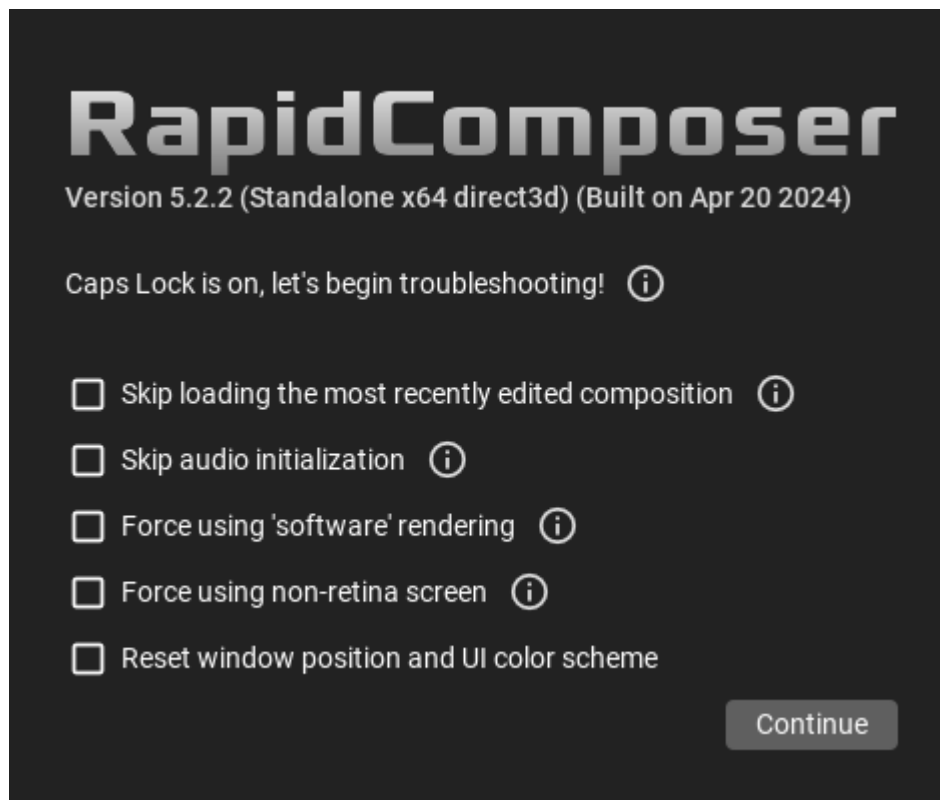 RapidComposer
Version 5.2.2 (Standalone x64 direct3d) (Built on Apr 20 2024)
Caps Lock is on, let's begin troubleshooting!
Skip loading the most recently edited composition
Skip audio initialization
Force using 'software' rendering
Force using non-retina screen
Reset window position and UI color scheme
Continue